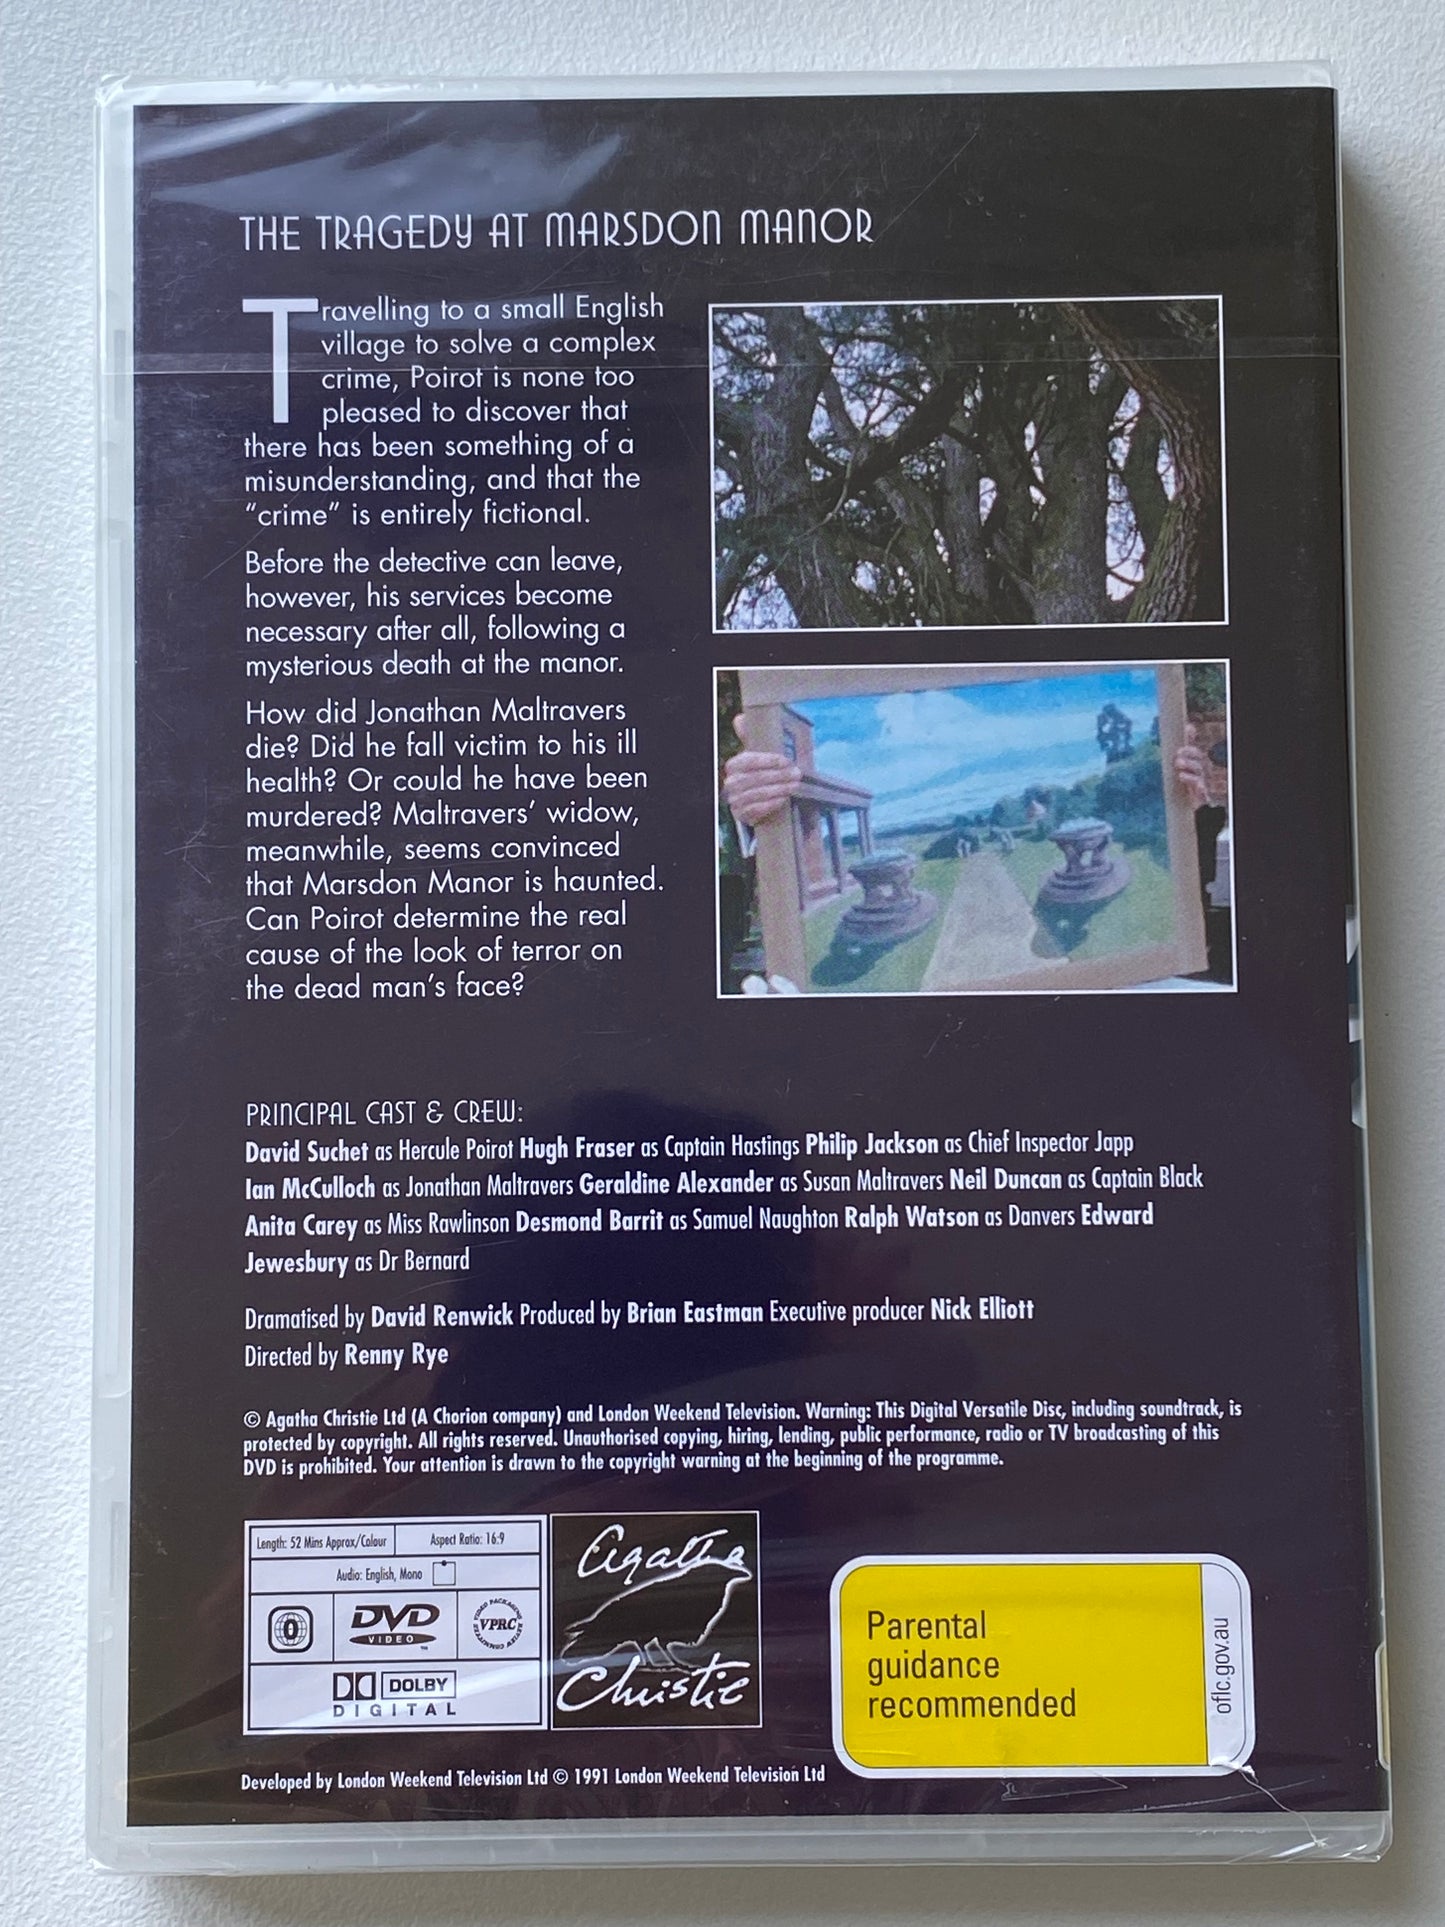 THE TRAGEDY AT MARSDON MANOR
Travelling to a small English
village to solve a complex
crime, Poirot is none too
pleased to discover that
there has been something of a
misunderstanding, and that the
“crime” is entirely fictional.
Before the detective can leave,
however, his services become
necessary after all, following a
mysterious death at the manor.
How did Jonathan Maltravers
die? Did he fall victim to his ill
health? Or could he have been
murdered? Maltravers’ widow,
meanwhile, seems convinced
that Marsdon Manor is haunted.
Can Poirot determine the real
cause of the look of terror on
the dead man’s face?
PRINCIPAL CAST & CREW:
David Suchet as Hercule Poirot Hugh Fraser as Captain Hastings Philip Jackson as Chief Inspector Japp
Ian McCulloch as Jonathan Maltravers Geraldine Alexander as Susan Maltravers Neil Duncan as Captain Black
Anita Carey as Miss Rawlinson Desmond Barrit as Samuel Naughton Ralph Watson as Danvers Edward
Jewesbury as Dr Bernard
Dramatised by David Renwick Produced by Brian Eastman Executive producer Nick Elliott
Directed by Renny Rye
© Agatha Christie Ltd (A Chorion company) and London Weekend Television. Warning: This Digital Versatile Disc, including soundtrack, is
protected by copyright. All rights reserved. Unauthorised copying, hiring, lending, public performance, radio or TV broadcasting of this
DVD is prohibited. Your attention is drawn to the copyright warning at the beginning of the programme.
Length: 52 Mins Approx/Colour
Aspect Ratio: 16:9
Audio: English, Mono
0
DVD
VIDEO
VIDEO PACKAGING REVIEW COMMITTEE
VPRC
DOLBY
DIGITAL
Agatha
Christie
Parental
guidance
recommended
oflc.gov.au
Developed by London Weekend Television Ltd © 1991 London Weekend Television Ltd